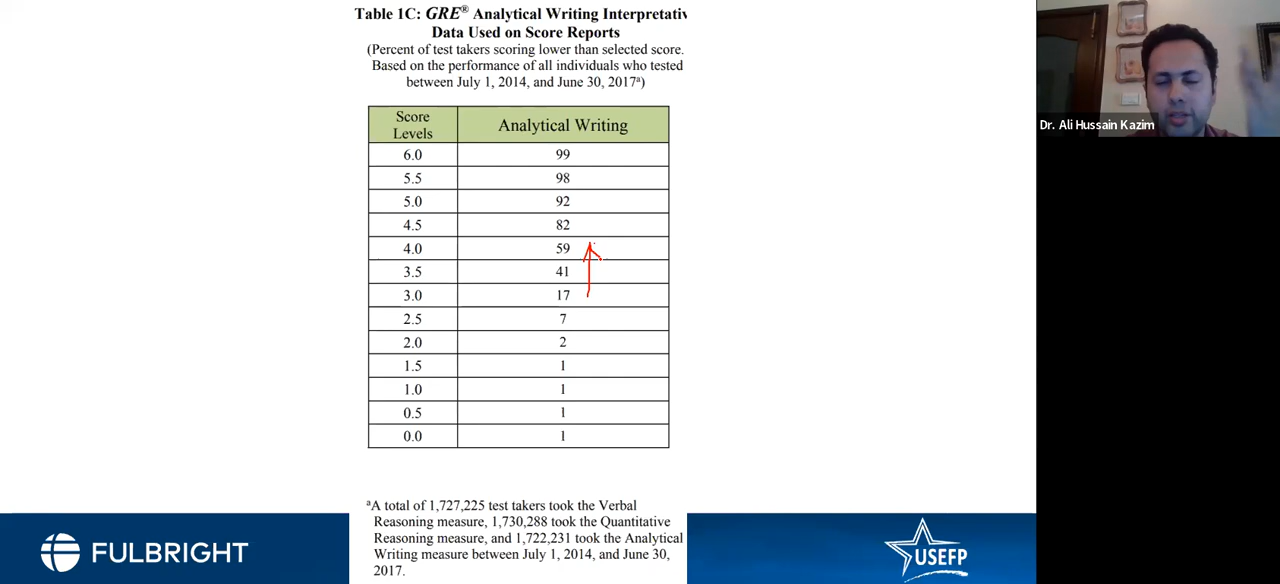 Table 1C: GRE® Analytical Writing Interpretativ
Data Used on Score Reports
(Percent of test takers scoring lower than selected score.
Based on the performance of all individuals who tested
between July 1, 2014, and June 30, 2017ᵃ)
Score Levels Analytical Writing
6.0 99
5.5 98
5.0 92
4.5 82
4.0 59
3.5 41
3.0 17
2.5 7
2.0 2
1.5 1
1.0 1
0.5 1
0.0 1
ᵃA total of 1,727,225 test takers took the Verbal
Reasoning measure, 1,730,288 took the Quantitative
Reasoning measure, and 1,722,231 took the Analytical
Writing measure between July 1, 2014, and June 30,
2017.
FULBRIGHT
USEFP
Dr. Ali Hussain Kazim